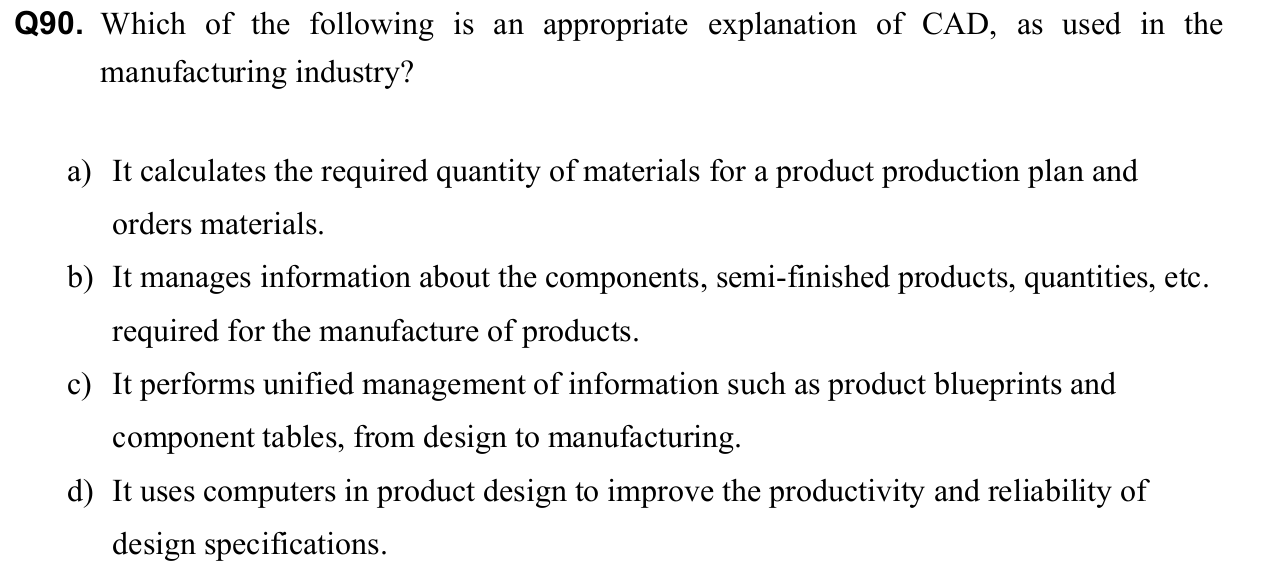 Q90. Which of the following is an appropriate explanation of CAD, as used in the
manufacturing industry?
a) It calculates the required quantity of materials for a product production plan and
orders materials.
b) It manages information about the components, semi-finished products, quantities, etc.
required for the manufacture of products.
c) It performs unified management of information such as product blueprints and
component tables, from design to manufacturing.
d) It uses computers in product design to improve the productivity and reliability of
design specifications.